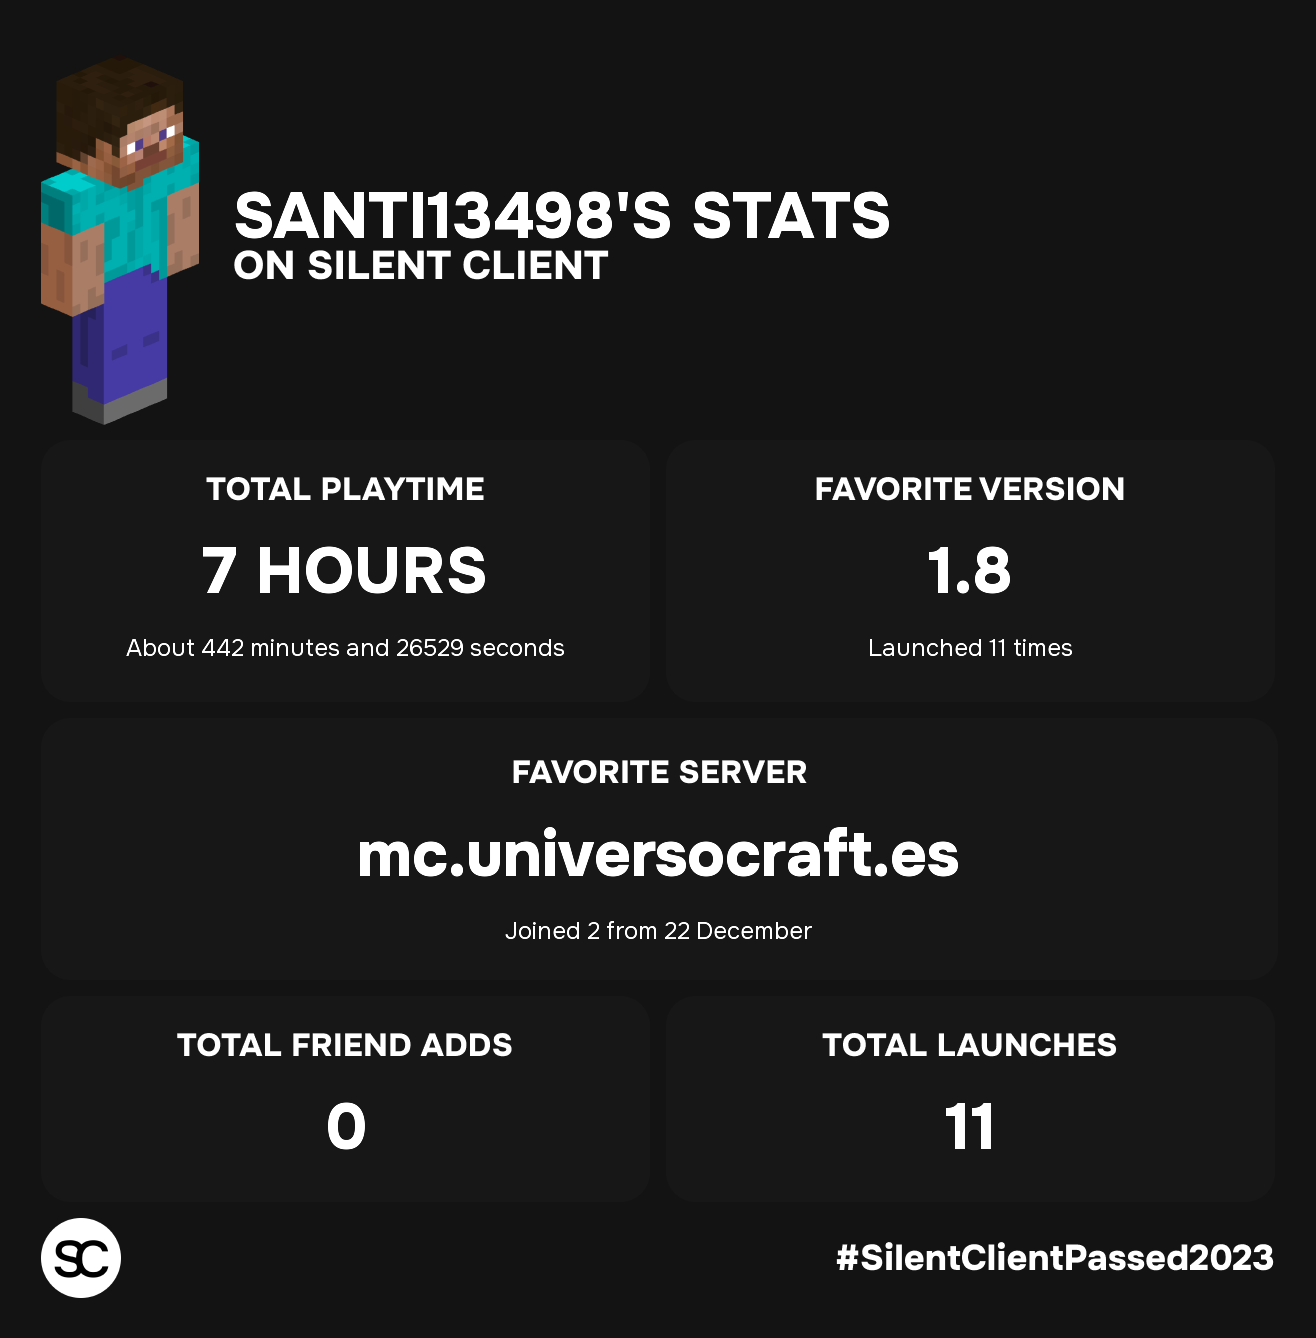 SANTI13498'S STATS
ON SILENT CLIENT
TOTAL PLAYTIME
7 HOURS
About 442 minutes and 26529 seconds
FAVORITE VERSION
1.8
Launched 11 times
FAVORITE SERVER
mc.universocraft.es
Joined 2 from 22 December
TOTAL FRIEND ADDS
0
TOTAL LAUNCHES
11
SC
#SilentClientPassed2023